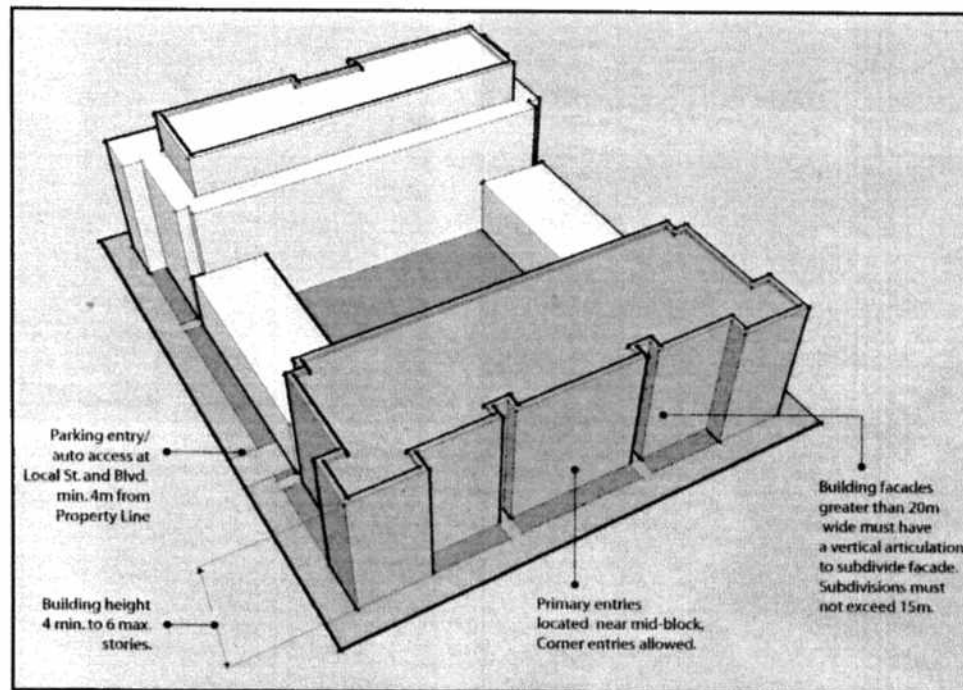 Parking entry/
auto access at
Local St. and Blvd.
min. 4m from
Property Line
Building height
4 min. to 6 max.
stories.
Primary entries
located near mid-block.
Corner entries allowed.
Building facades
greater than 20m
wide must have
a vertical articulation
to subdivide facade.
Subdivisions must
not exceed 15m.